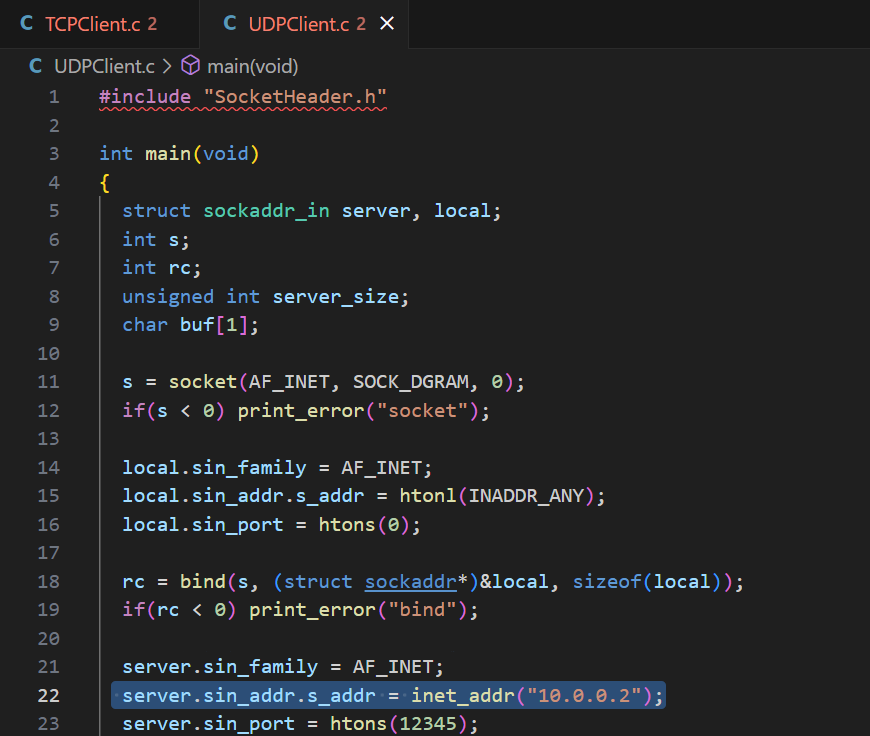 C TCPClient.c 2 C UDPClient.c 2 ×
C UDPClient.c > main(void)
1 #include "SocketHeader.h"
2
3 int main(void)
4 {
5 struct sockaddr_in server, local;
6 int s;
7 int rc;
8 unsigned int server_size;
9 char buf[1];
10
11 s = socket(AF_INET, SOCK_DGRAM, 0);
12 if(s < 0) print_error("socket");
13
14 local.sin_family = AF_INET;
15 local.sin_addr.s_addr = htonl(INADDR_ANY);
16 local.sin_port = htons(0);
17
18 rc = bind(s, (struct sockaddr*)&local, sizeof(local));
19 if(rc < 0) print_error("bind");
20
21 server.sin_family = AF_INET;
22 server.sin_addr.s_addr = inet_addr("10.0.0.2");
23 server.sin_port = htons(12345);